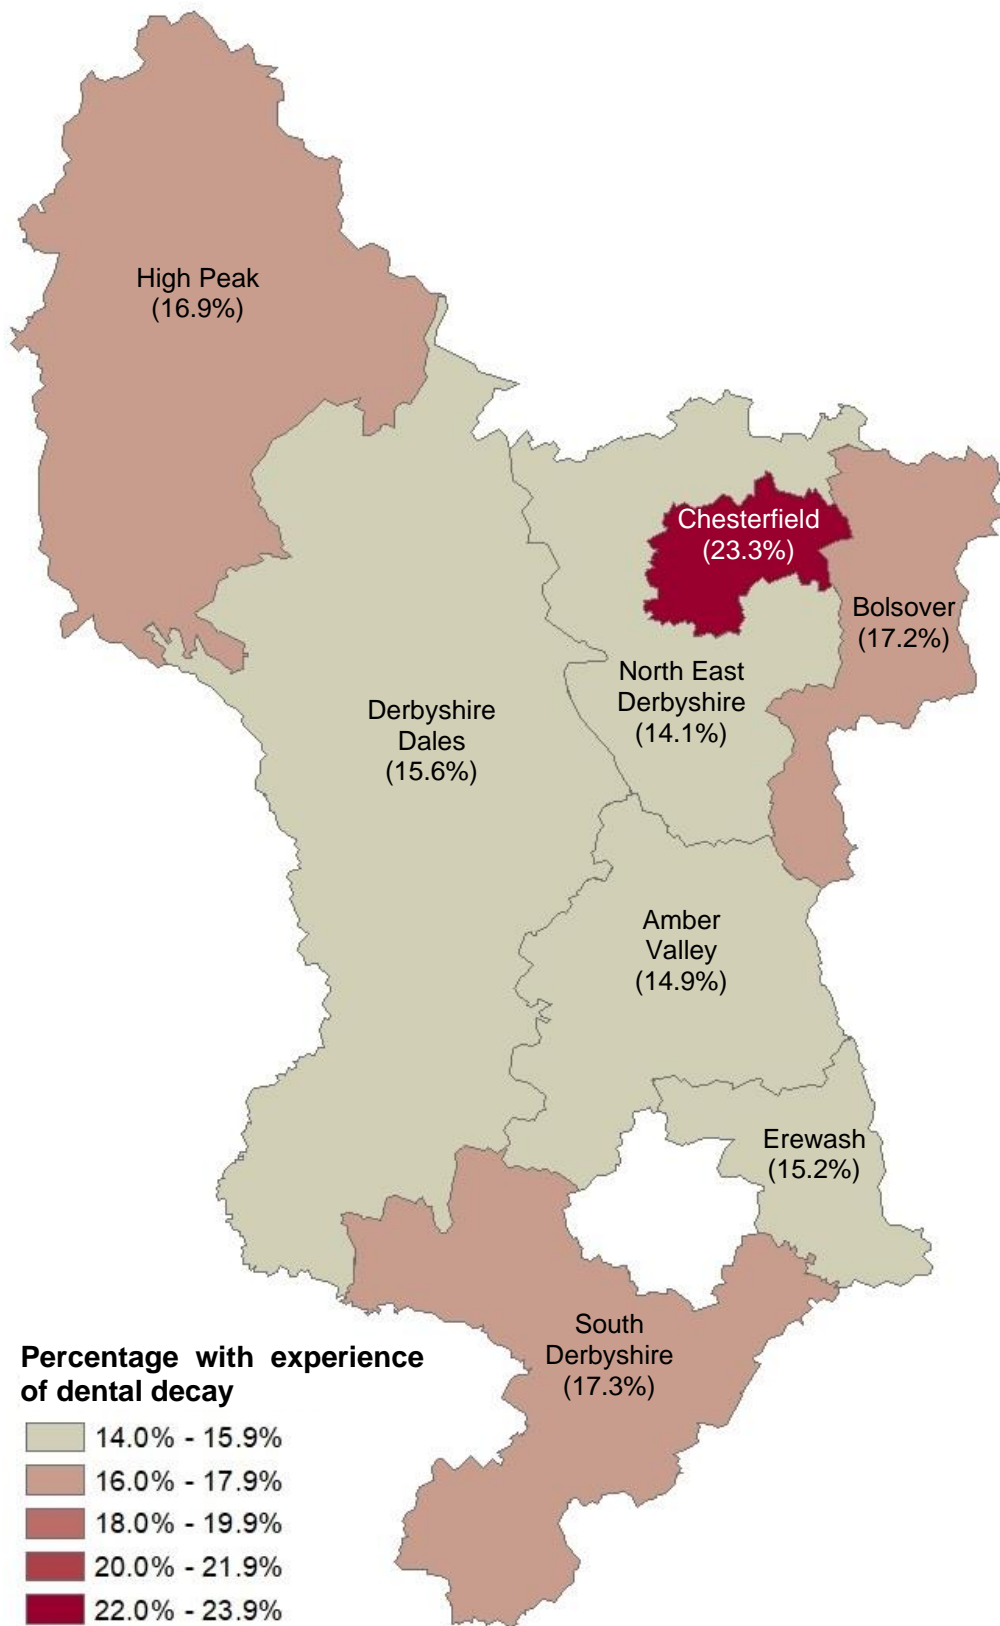 High Peak
(16.9%)
Chesterfield
(23.3%)
Bolsover
(17.2%)
North East
Derbyshire
(14.1%)
Derbyshire
Dales
(15.6%)
Amber
Valley
(14.9%)
Erewash
(15.2%)
South
Derbyshire
(17.3%)
Percentage with experience
of dental decay
14.0% - 15.9%
16.0% - 17.9%
18.0% - 19.9%
20.0% - 21.9%
22.0% - 23.9%